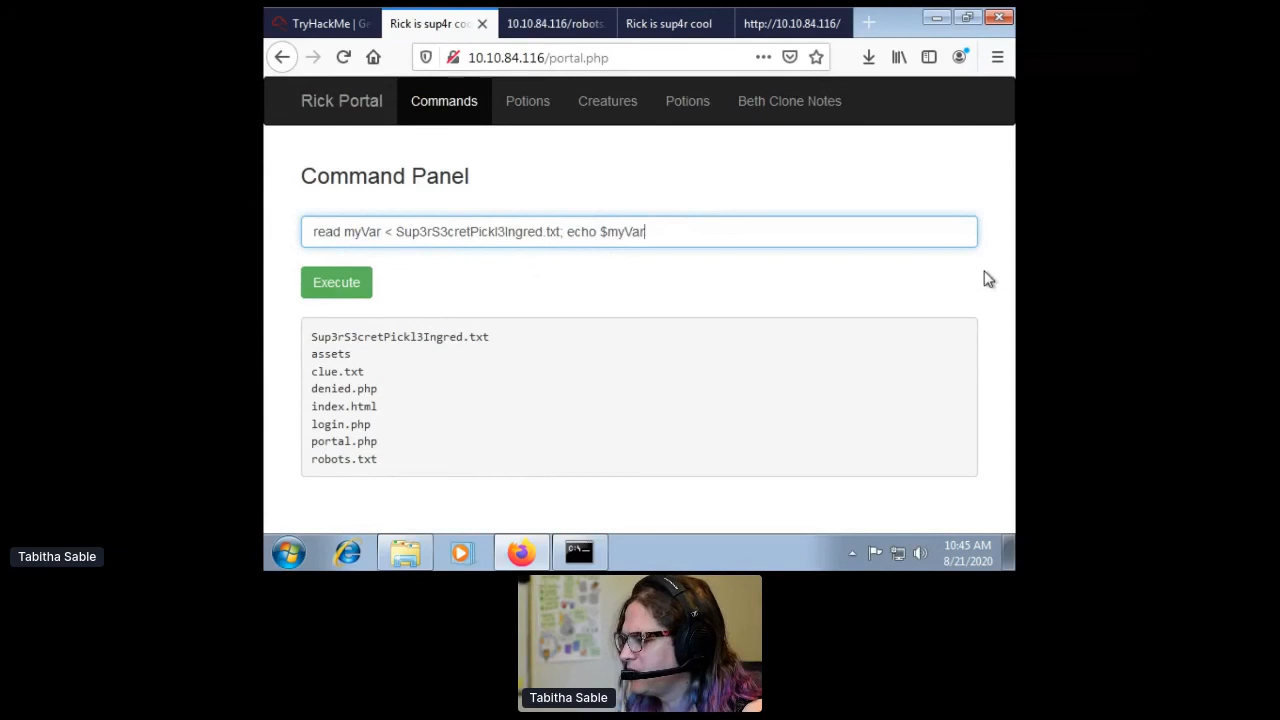 TryHackMe | Ge
Rick is sup4r coo
10.10.84.116/robots.
Rick is sup4r cool
http://10.10.84.116/
10.10.84.116/portal.php
Rick Portal
Commands
Potions
Creatures
Potions
Beth Clone Notes
Command Panel
read myVar < Sup3rS3cretPickl3Ingred.txt; echo $myVar
Execute
Sup3rS3cretPickl3Ingred.txt
assets
clue.txt
denied.php
index.html
login.php
portal.php
robots.txt
C:\
10:45 AM
8/21/2020
Tabitha Sable
Tabitha Sable